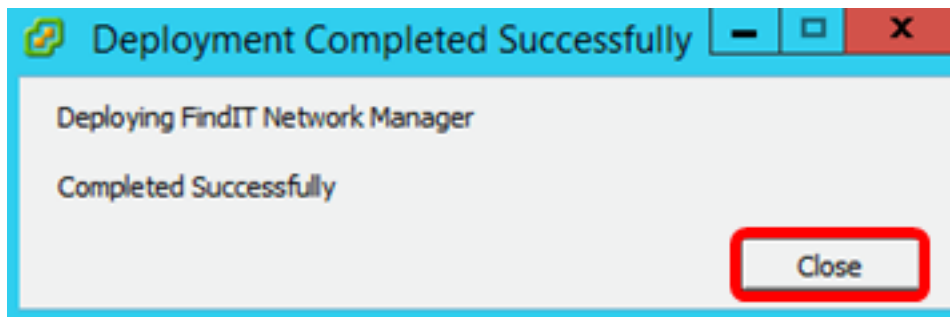 Deployment Completed Successfully
Deploying FindIT Network Manager
Completed Successfully
Close